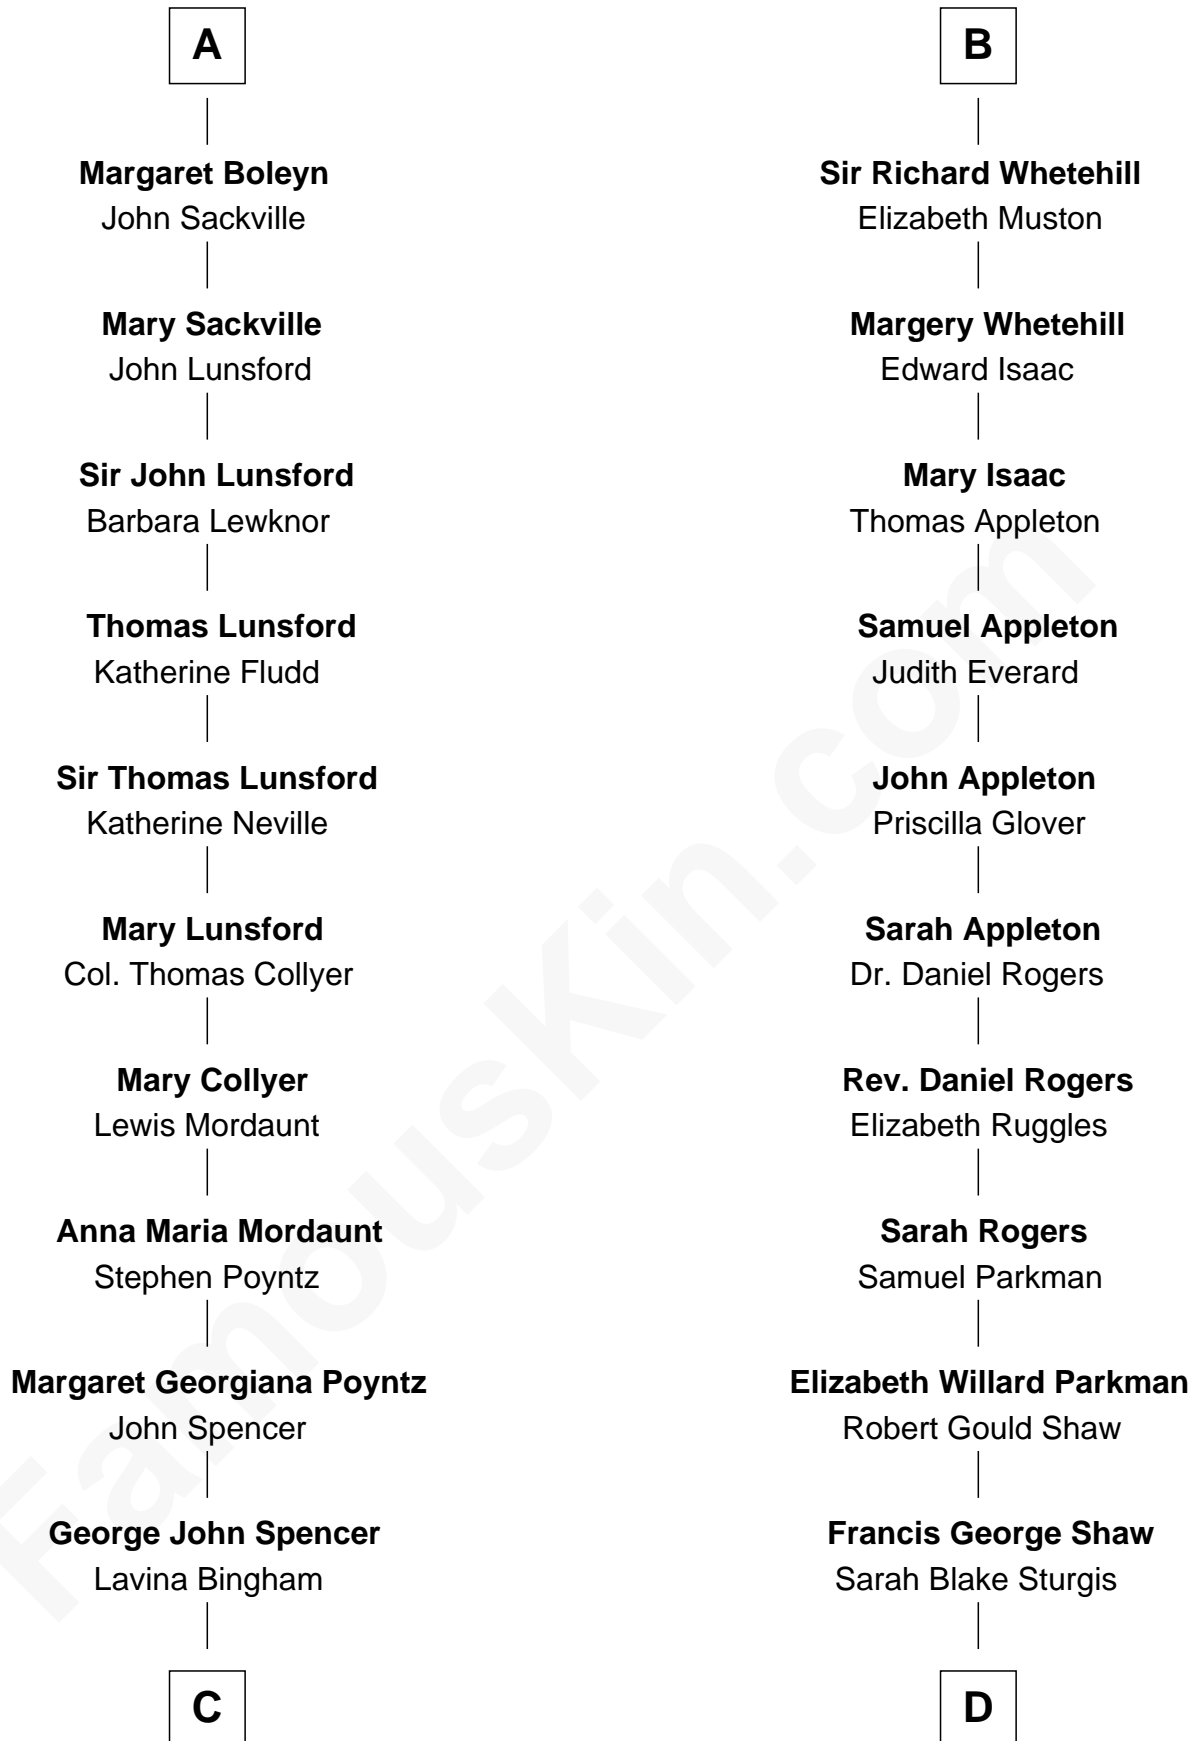 A
Margaret Boleyn
John Sackville
Mary Sackville
John Lunsford
Sir John Lunsford
Barbara Lewknor
Thomas Lunsford
Katherine Fludd
Sir Thomas Lunsford
Katherine Neville
Mary Lunsford
Col. Thomas Collyer
Mary Collyer
Lewis Mordaunt
Anna Maria Mordaunt
Stephen Poyntz
Margaret Georgiana Poyntz
John Spencer
George John Spencer
Lavina Bingham
C
B
Sir Richard Whetehill
Elizabeth Muston
Margery Whetehill
Edward Isaac
Mary Isaac
Thomas Appleton
Samuel Appleton
Judith Everard
John Appleton
Priscilla Glover
Sarah Appleton
Dr. Daniel Rogers
Rev. Daniel Rogers
Elizabeth Ruggles
Sarah Rogers
Samuel Parkman
Elizabeth Willard Parkman
Robert Gould Shaw
Francis George Shaw
Sarah Blake Sturgis
D
FamousKin.com